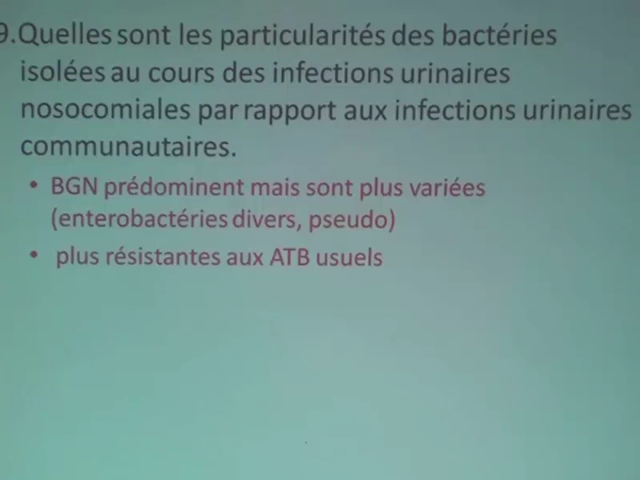 9.Quelles sont les particularités des bactéries
isolées au cours des infections urinaires
nosocomiales par rapport aux infections urinaires
communautaires.
• BGN prédominent mais sont plus variées
(enterobactéries divers, pseudo)
• plus résistantes aux ATB usuels